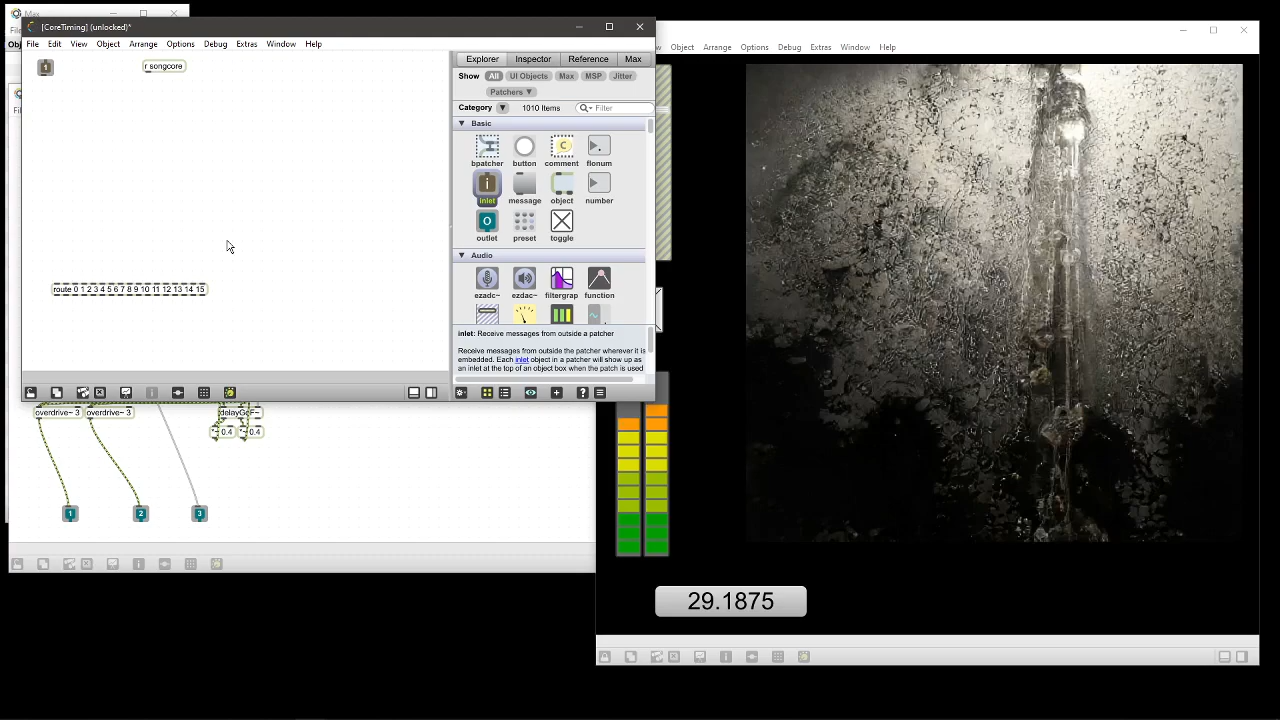 Max
[CoreTiming] (unlocked)*
File Edit View Object Arrange Options Debug Extras Window Help
Object Arrange Options Debug Extras Window Help
1
r songcore
Explorer Inspector Reference Max
Show All UI Objects Max MSP Jitter
Patchers ▼
Category ▼ 1010 Items Filter
Basic
bpatcher button comment flonum
inlet message object number
outlet preset toggle
Audio
ezadc~ ezdac~ filtergrap function
route 0 1 2 3 4 5 6 7 8 9 10 11 12 13 14 15
inlet: Receive messages from outside a patcher
Receive messages from outside the patcher wherever it is
embedded. Each inlet object in a patcher will show up as
an inlet at the top of an object box when the patch is used
overdrive~ 3 overdrive~ 3
*~ 0.4 *~ 0.4
1 2 3
29.1875